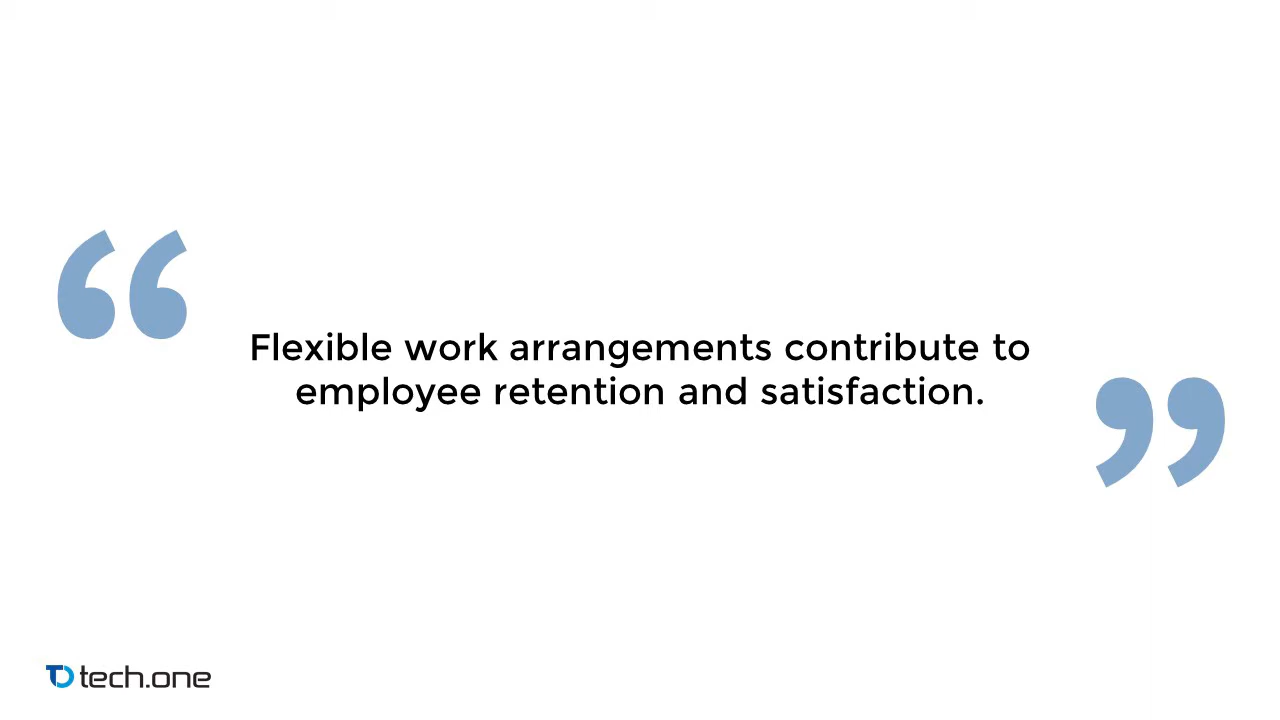 Flexible work arrangements contribute to
employee retention and satisfaction.
tech.one